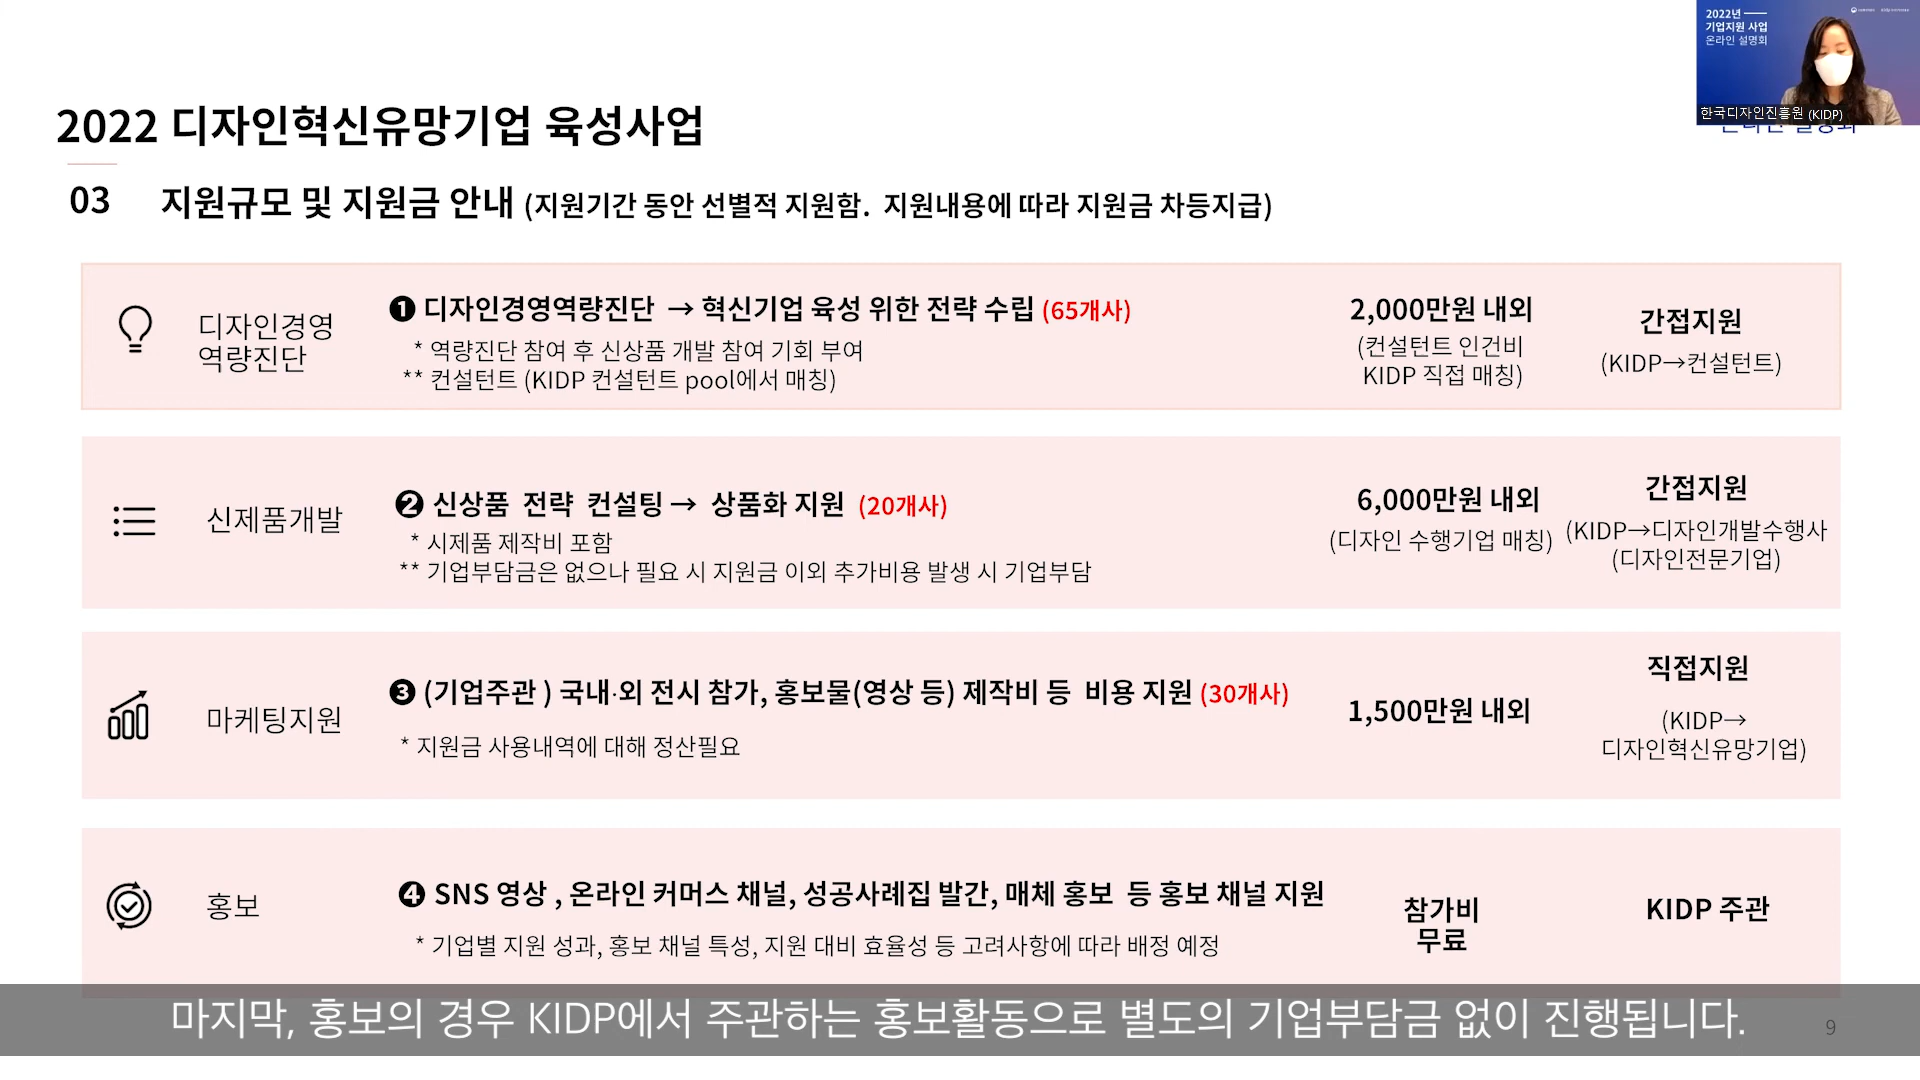 2022년
기업지원 사업
온라인 설명회
한국디자인진흥원 (KIDP)
2022 디자인혁신유망기업 육성사업
03 지원규모 및 지원금 안내 (지원기간 동안 선별적 지원함. 지원내용에 따라 지원금 차등지급)
디자인경영
역량진단
❶ 디자인경영역량진단 → 혁신기업 육성 위한 전략 수립 (65개사)
* 역량진단 참여 후 신상품 개발 참여 기회 부여
** 컨설턴트 (KIDP 컨설턴트 pool에서 매칭)
2,000만원 내외
(컨설턴트 인건비
KIDP 직접 매칭)
간접지원
(KIDP→컨설턴트)
신제품개발
❷ 신상품 전략 컨설팅 → 상품화 지원 (20개사)
* 시제품 제작비 포함
** 기업부담금은 없으나 필요 시 지원금 이외 추가비용 발생 시 기업부담
6,000만원 내외
(디자인 수행기업 매칭)
간접지원
(KIDP→디자인개발수행사
(디자인전문기업)
마케팅지원
❸ (기업주관 ) 국내·외 전시 참가, 홍보물(영상 등) 제작비 등 비용 지원 (30개사)
* 지원금 사용내역에 대해 정산필요
1,500만원 내외
직접지원
(KIDP→
디자인혁신유망기업)
홍보
❹ SNS 영상 , 온라인 커머스 채널, 성공사례집 발간, 매체 홍보 등 홍보 채널 지원
* 기업별 지원 성과, 홍보 채널 특성, 지원 대비 효율성 등 고려사항에 따라 배정 예정
참가비
무료
KIDP 주관
마지막, 홍보의 경우 KIDP에서 주관하는 홍보활동으로 별도의 기업부담금 없이 진행됩니다.
9